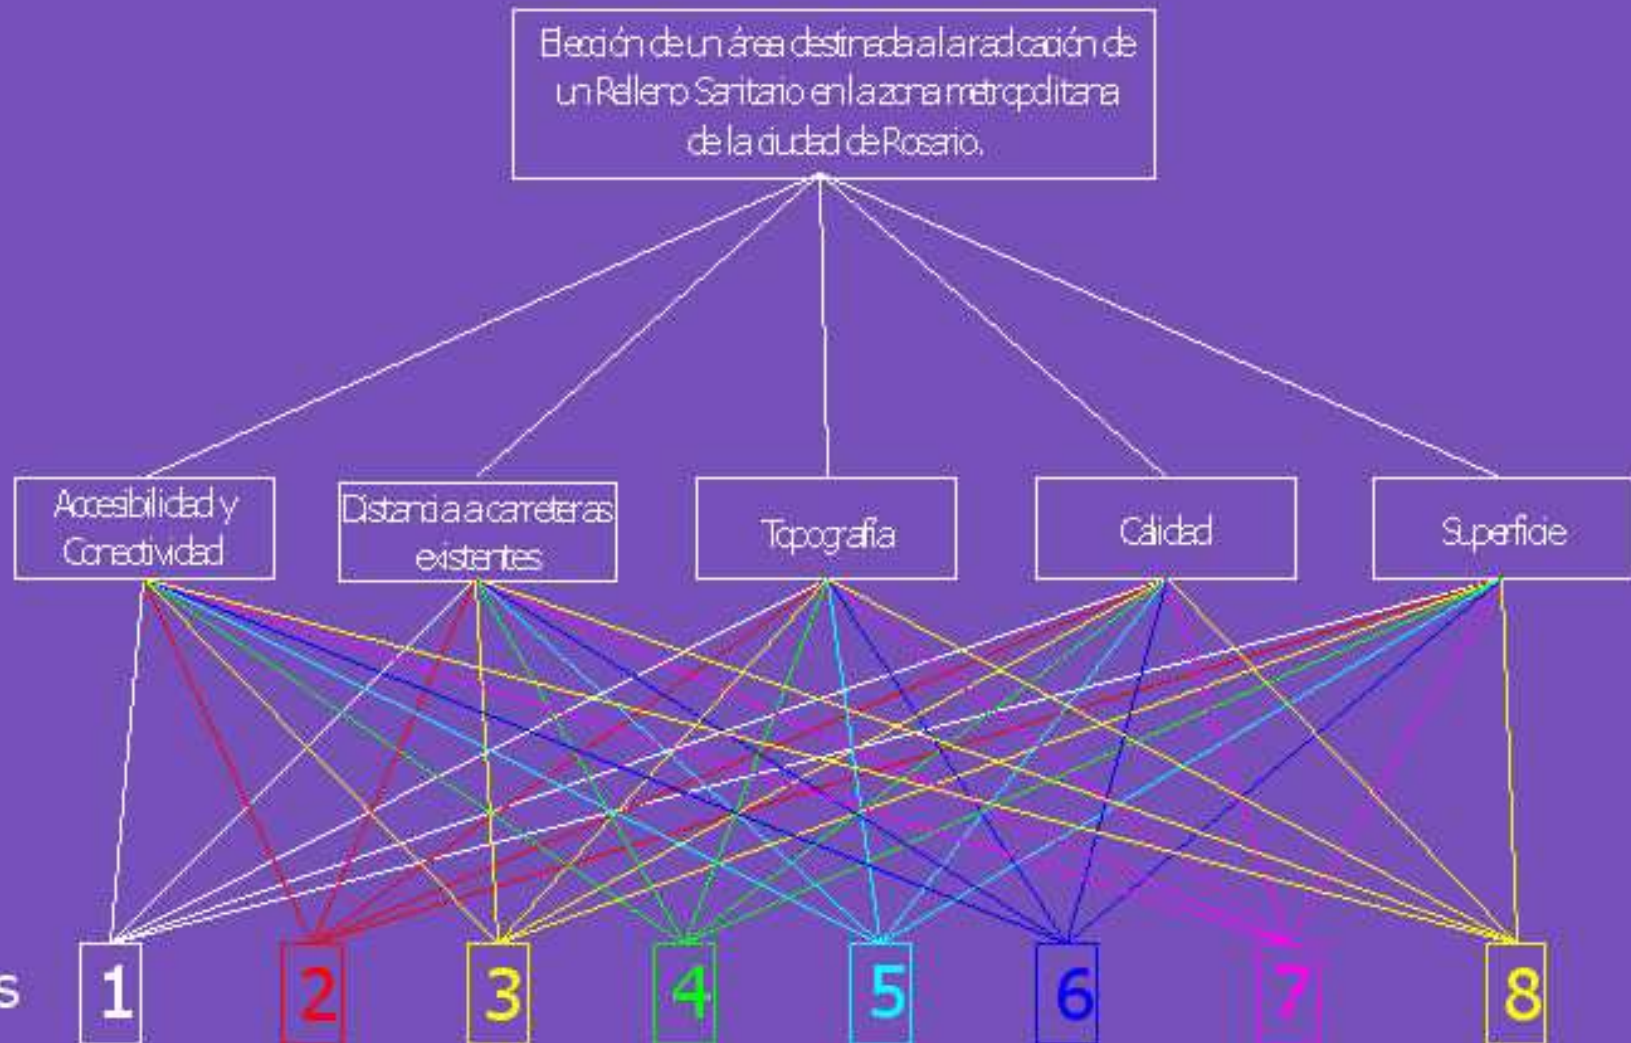 Elección de un área destinada a la radicación de
un Relleno Sanitario en la zona metropolitana
de la ciudad de Rosario.
Accesibilidad y
Conectividad
Distancia a carreteras
existentes
Topografía
Calidad
Superficie
s 1 2 3 4 5 6 7 8